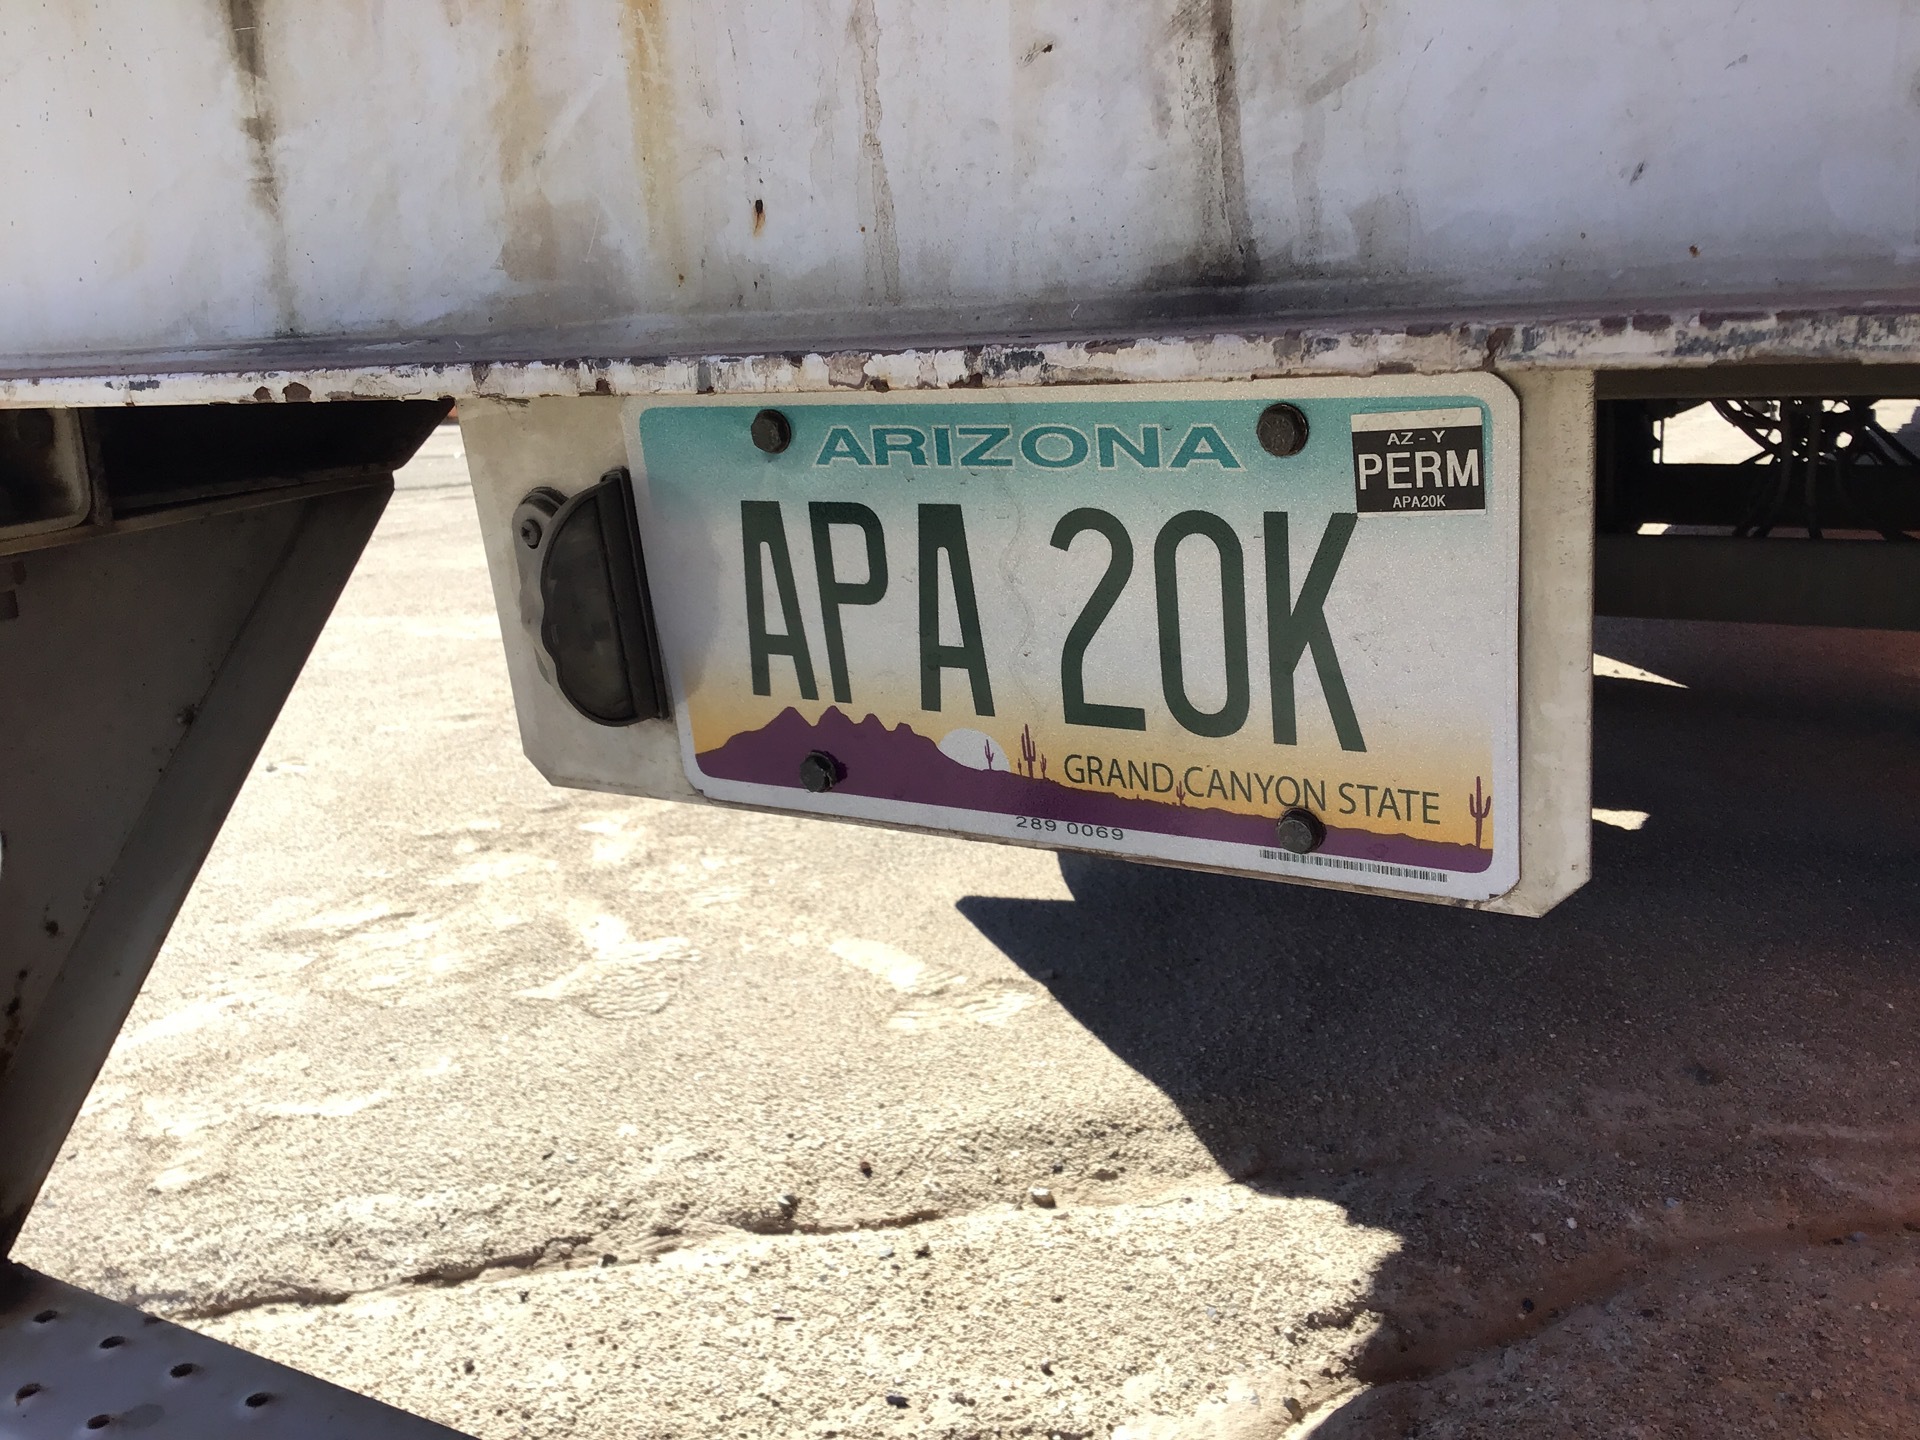 ARIZONA
AZ - Y
PERM
APA20K
APA 20K
GRAND CANYON STATE
289 0069